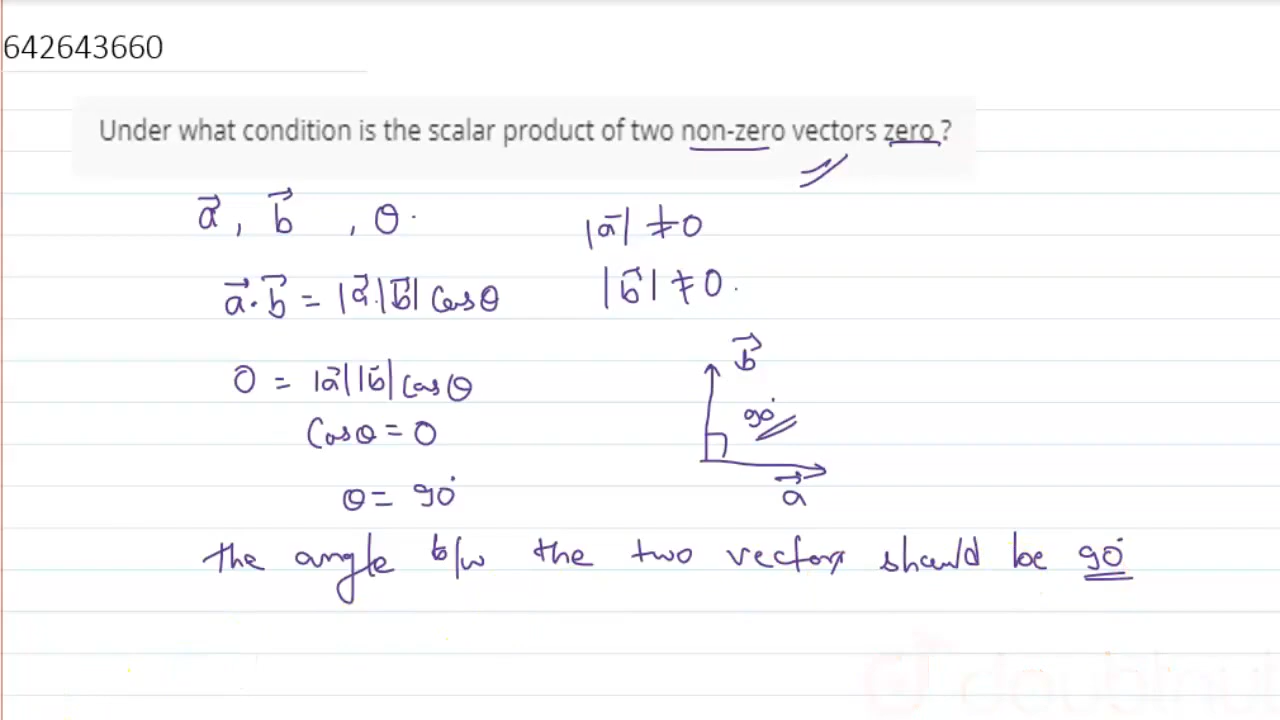 642643660
Under what condition is the scalar product of two non-zero vectors zero ?
a⃗ , b⃗ , θ.
|a⃗| ≠ 0
a⃗ · b⃗ = |a⃗|.|b⃗| Cosθ
|b⃗| ≠ 0.
0 = |a⃗||b⃗| Cosθ
Cosθ = 0
θ = 90°
b⃗
90°
a⃗
the angle b/w the two vectors should be 90°
doubtnut